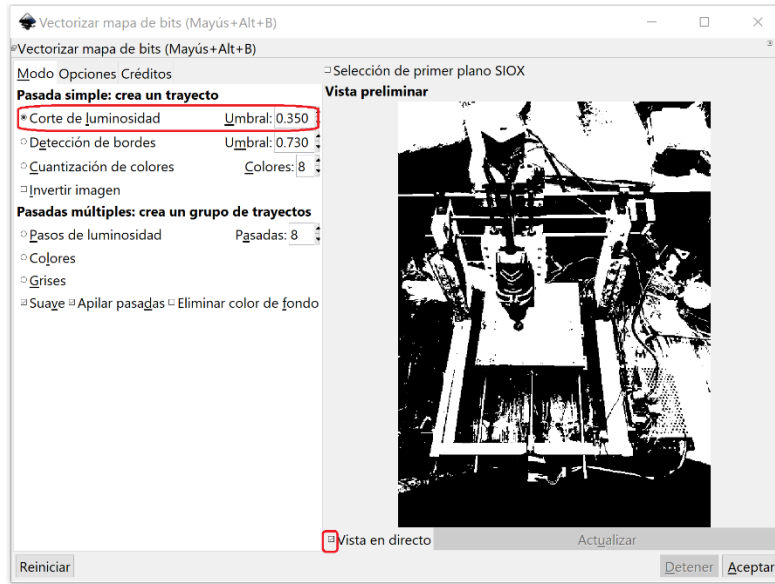 Vectorizar mapa de bits (Mayús+Alt+B)
Vectorizar mapa de bits (Mayús+Alt+B)
Modo Opciones Créditos
Pasada simple: crea un trayecto
Corte de luminosidad Umbral: 0.350
Detección de bordes Umbral: 0.730
Cuantización de colores Colores: 8
Invertir imagen
Pasadas múltiples: crea un grupo de trayectos
Pasos de luminosidad Pasadas: 8
Colores
Grises
Suave Apilar pasadas Eliminar color de fondo
Selección de primer plano SIOX
Vista preliminar
Vista en directo Actualizar
Reiniciar Detener Aceptar